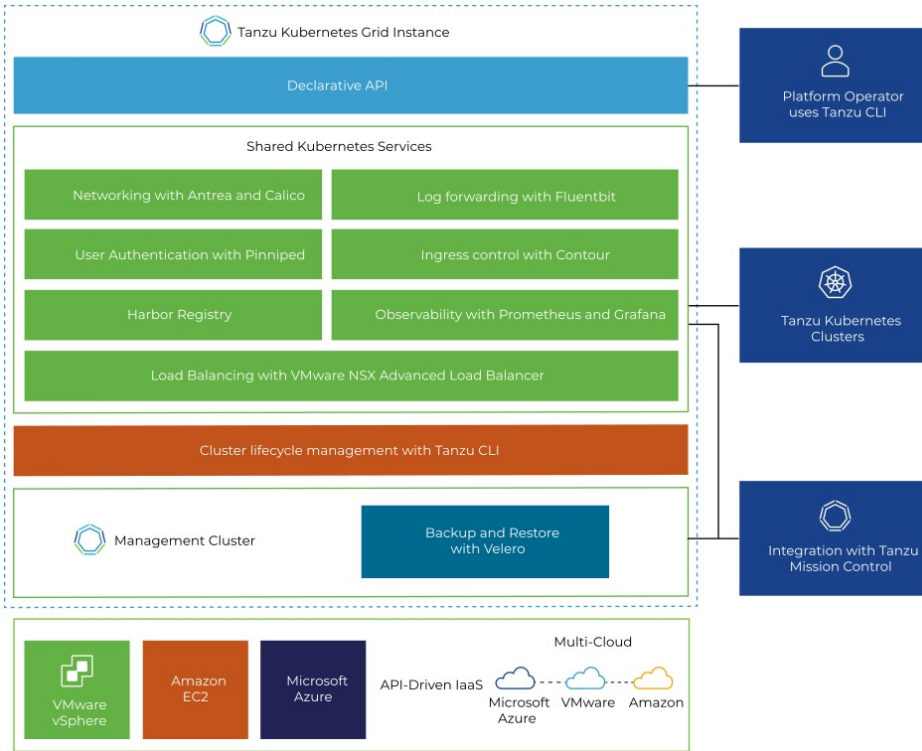 Tanzu Kubernetes Grid Instance
Declarative API
Platform Operator
uses Tanzu CLI
Shared Kubernetes Services
Networking with Antrea and Calico
Log forwarding with Fluentbit
User Authentication with Pinniped
Ingress control with Contour
Harbor Registry
Observability with Prometheus and Grafana
Tanzu Kubernetes
Clusters
Load Balancing with VMware NSX Advanced Load Balancer
Cluster lifecycle management with Tanzu CLI
Management Cluster
Backup and Restore
with Velero
Integration with Tanzu
Mission Control
VMware
vSphere
Amazon
EC2
Microsoft
Azure
API-Driven IaaS
Multi-Cloud
Microsoft
Azure
VMware
Amazon